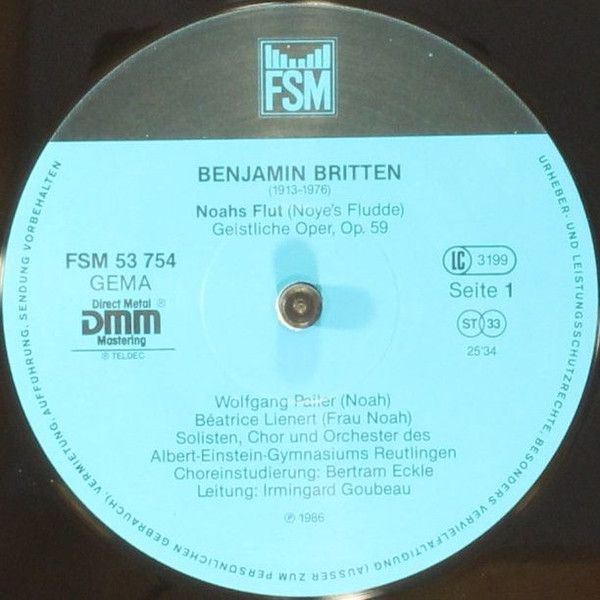 FSM
BENJAMIN BRITTEN
(1913-1976)
Noahs Flut (Noye's Fludde)
Geistliche Oper, Op. 59
FSM 53 754
GEMA
Direct Metal ®
DMM
Mastering
® TELDEC
LC 3199
Seite 1
ST 33
25'34
Wolfgang Pailer (Noah)
Béatrice Lienert (Frau Noah)
Solisten, Chor und Orchester des
Albert-Einstein-Gymnasiums Reutlingen
Choreinstudierung: Bertram Eckle
Leitung: Irmingard Goubeau
℗ 1986
URHEBER- UND LEISTUNGSSCHUTZRECHTE, BESONDERS VERVIELFÄLTIGUNG (AUSSER ZUM PERSÖNLICHEN GEBRAUCH), VERMIETUNG, AUFFÜHRUNG, SENDUNG VORBEHALTEN